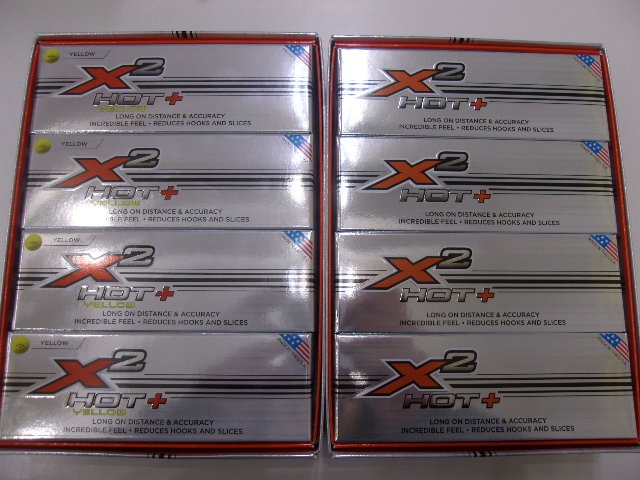 YELLOW
X2
HOT+
YELLOW
LONG ON DISTANCE & ACCURACY
INCREDIBLE FEEL • REDUCES HOOKS AND SLICES
YELLOW
X2
HOT+
YELLOW
LONG ON DISTANCE & ACCURACY
INCREDIBLE FEEL • REDUCES HOOKS AND SLICES
YELLOW
X2
HOT+
YELLOW
LONG ON DISTANCE & ACCURACY
INCREDIBLE FEEL • REDUCES HOOKS AND SLICES
YELLOW
X2
HOT+
YELLOW
LONG ON DISTANCE & ACCURACY
INCREDIBLE FEEL • REDUCES HOOKS AND SLICES
X2
HOT+
LONG ON DISTANCE & ACCURACY
INCREDIBLE FEEL • REDUCES HOOKS AND SLICES
X2
HOT+
LONG ON DISTANCE & ACCURACY
INCREDIBLE FEEL • REDUCES HOOKS AND SLICES
X2
HOT+
LONG ON DISTANCE & ACCURACY
INCREDIBLE FEEL • REDUCES HOOKS AND SLICES
X2
HOT+
LONG ON DISTANCE & ACCURACY
INCREDIBLE FEEL • REDUCES HOOKS AND SLICES